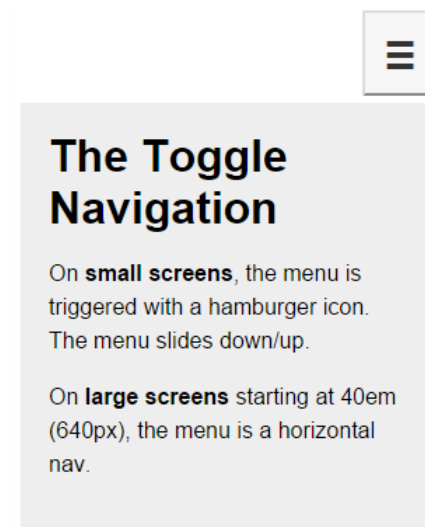 The Toggle
Navigation
On small screens, the menu is
triggered with a hamburger icon.
The menu slides down/up.
On large screens starting at 40em
(640px), the menu is a horizontal
nav.